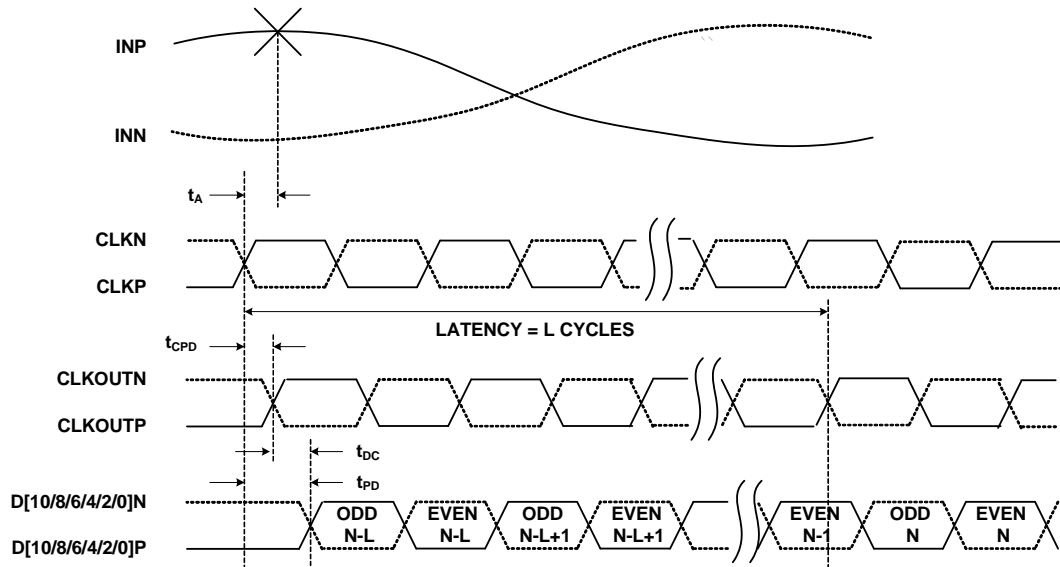 INP
INN
tA
CLKN
CLKP
LATENCY = L CYCLES
tCPD
CLKOUTN
CLKOUTP
tDC
tPD
D[10/8/6/4/2/0]N
D[10/8/6/4/2/0]P
ODD
N-L
EVEN
N-L
ODD
N-L+1
EVEN
N-L+1
EVEN
N-1
ODD
N
EVEN
N